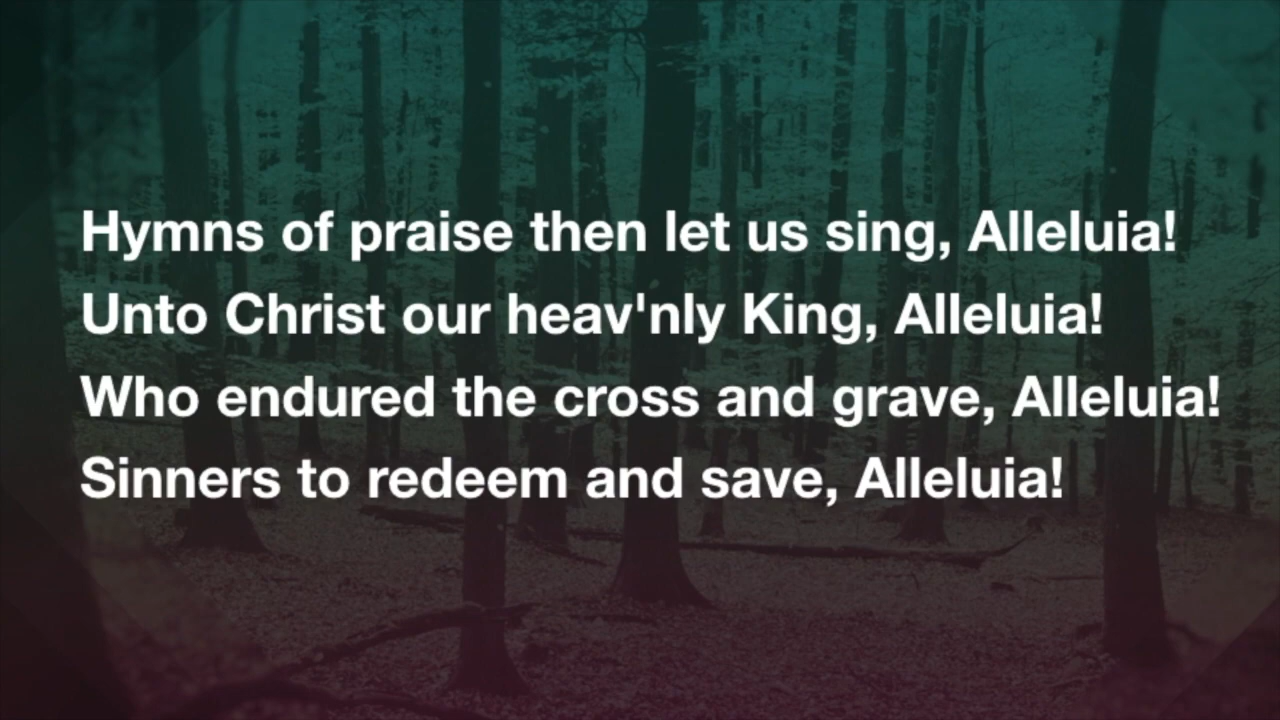 Hymns of praise then let us sing, Alleluia!
Unto Christ our heav'nly King, Alleluia!
Who endured the cross and grave, Alleluia!
Sinners to redeem and save, Alleluia!